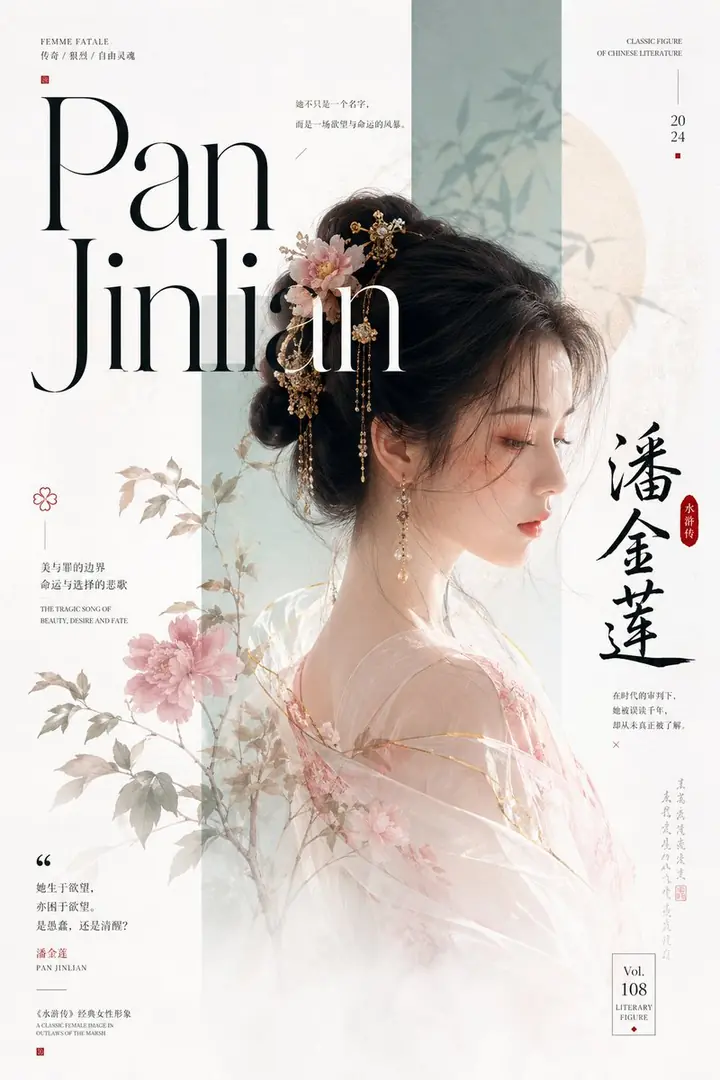 FEMME FATALE
传奇 / 狠烈 / 自由灵魂
CLASSIC FIGURE
OF CHINESE LITERATURE
20
24
她不只是一个名字,
而是一场欲望与命运的风暴。
Pan
Jinlian
潘金莲
水浒传
美与罪的边界
命运与选择的悲歌
THE TRAGIC SONG OF
BEAUTY, DESIRE AND FATE
在时代的审判下,
她被误读千年,
却从未真正被了解。
×
“
她生于欲望,
亦困于欲望。
是愚蠢，还是清醒?
潘金莲
PAN JINLIAN
《水浒传》经典女性形象
A CLASSIC FEMALE IMAGE IN
OUTLAWS OF THE MARSH
Vol.
108
LITERARY
FIGURE